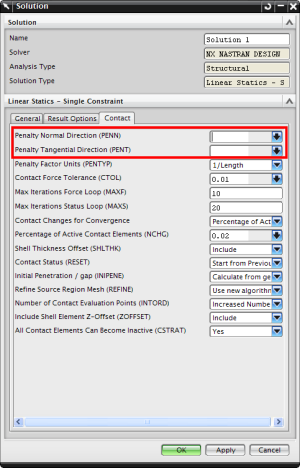 Solution
Solution
Name
Solution 1
Solver
NX NASTRAN DESIGN
Analysis Type
Structural
Solution Type
Linear Statics - S
Linear Statics - Single Constraint
General
Result Options
Contact
Penalty Normal Direction (PENN)
Penalty Tangential Direction (PENT)
Penalty Factor Units (PENTYP)
1/Length
Contact Force Tolerance (CTOL)
0.01
Max Iterations Force Loop (MAXF)
10
Max Iterations Status Loop (MAXS)
20
Contact Changes for Convergence
Percentage of Act
Percentage of Active Contact Elements (NCHG)
0.02
Shell Thickness Offset (SHLTHK)
Include
Contact Status (RESET)
Start from Previou
Initial Penetration / gap (INIPENE)
Calculate from ge
Refine Source Region Mesh (REFINE)
Use new algorithm
Number of Contact Evaluation Points (INTORD)
Increased Numbe
Include Shell Element Z-Offset (ZOFFSET)
Include
All Contact Elements Can Become Inactive (CSTRAT)
Yes
OK
Apply
Cancel